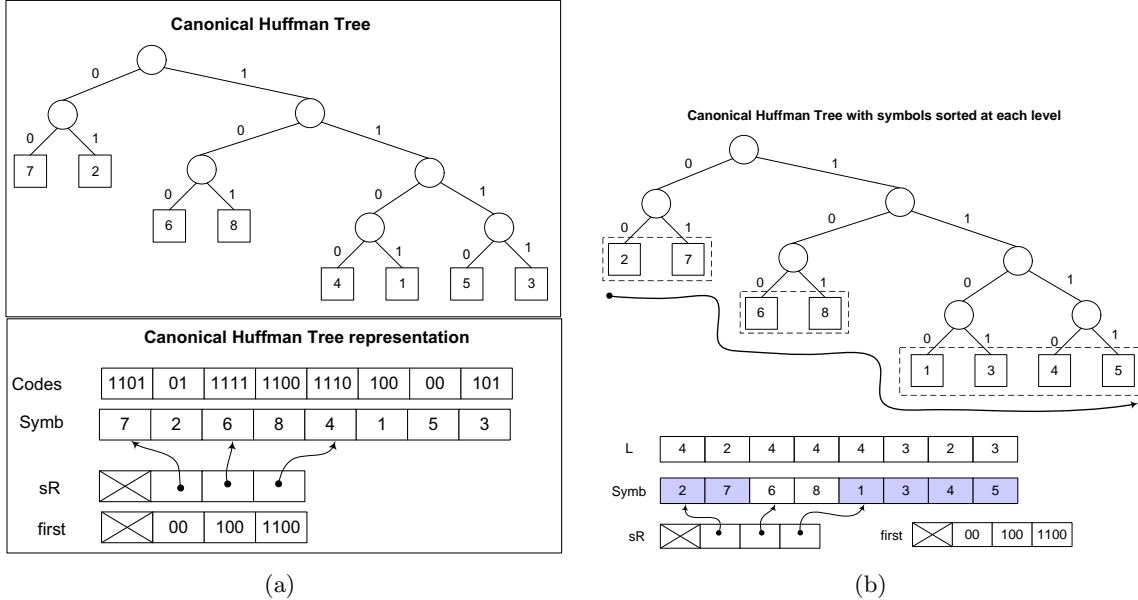 Canonical Huffman Tree
0 1
0 1 0 1
7 2 0 1 0 1
6 8 0 1 0 1
4 1 5 3
Canonical Huffman Tree representation
Codes 1101 01 1111 1100 1110 100 00 101
Symb 7 2 6 8 4 1 5 3
sR
first 00 100 1100
(a)
Canonical Huffman Tree with symbols sorted at each level
0 1
0 1 0 1
2 7 0 1 0 1
6 8 0 1 0 1
1 3 4 5
L 4 2 4 4 4 3 2 3
Symb 2 7 6 8 1 3 4 5
sR first 00 100 1100
(b)